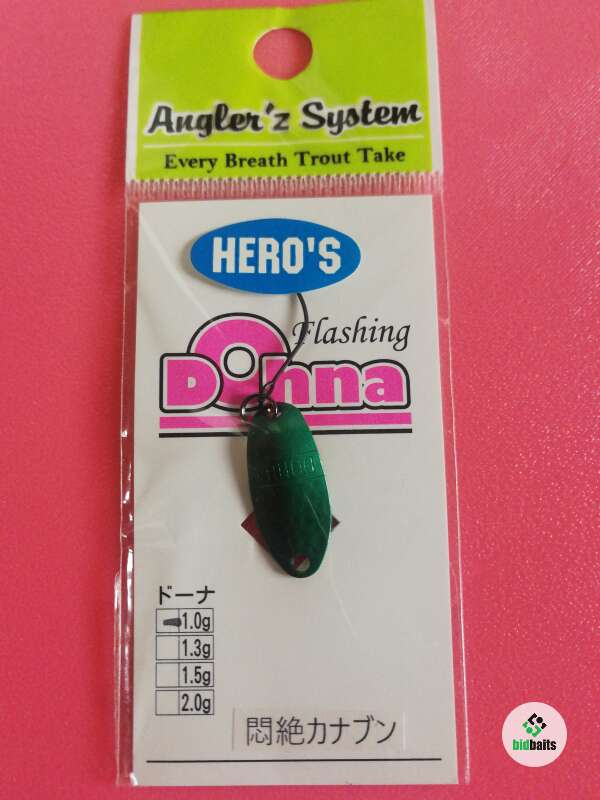 Angler'z System
Every Breath Trout Take
HERO'S
Flashing
Donna
ドーナ
1.0g
1.3g
1.5g
2.0g
悶絶カナブン
bidbaits